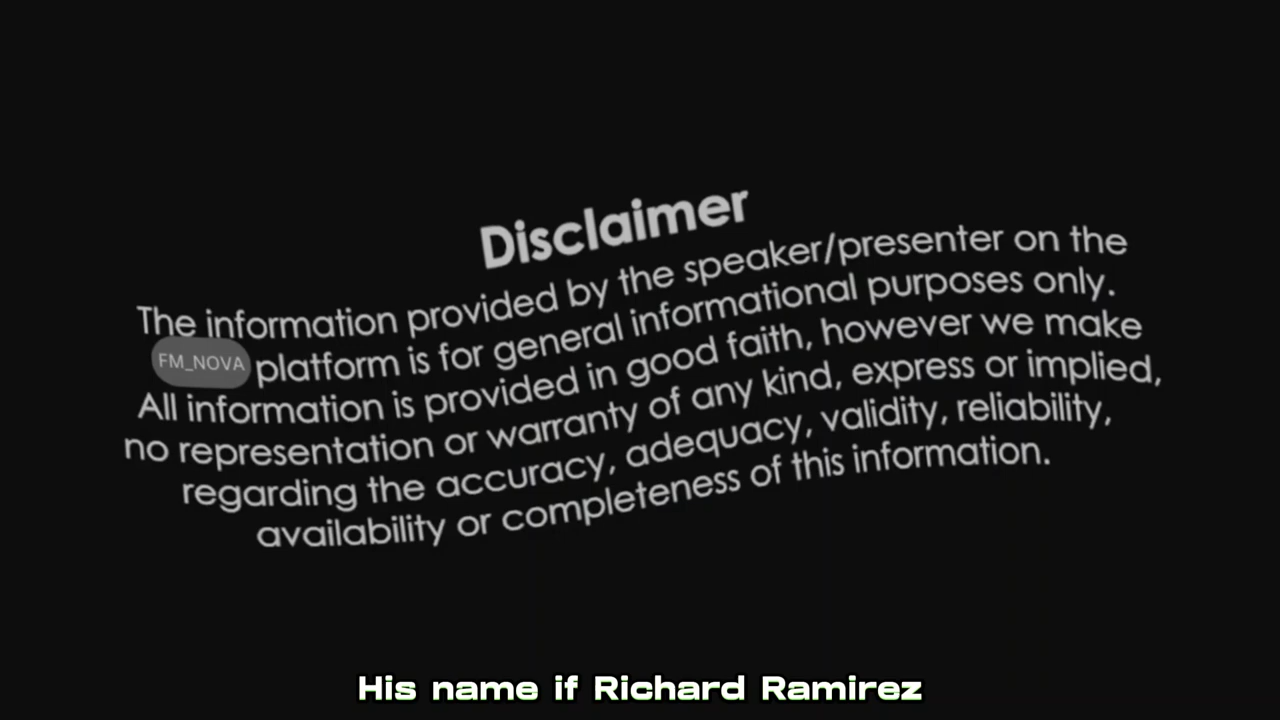 Disclaimer
The information provided by the speaker/presenter on the
FM_NOVA platform is for general informational purposes only.
All information is provided in good faith, however we make
no representation or warranty of any kind, express or implied,
regarding the accuracy, adequacy, validity, reliability,
availability or completeness of this information.
His name if Richard Ramirez